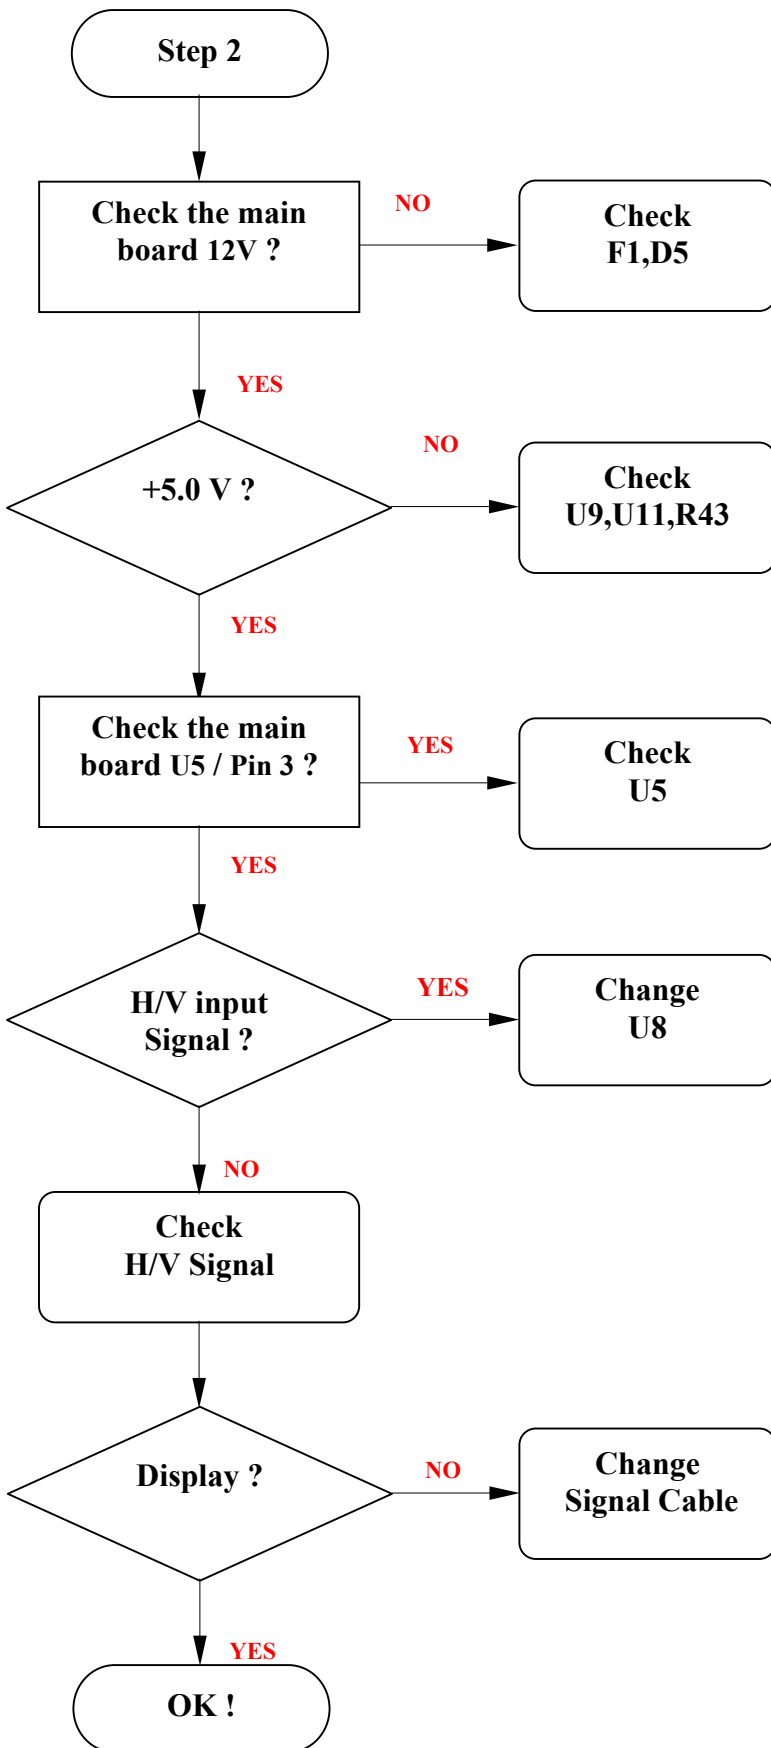 Step 2
Check the main
board 12V ?
NO
Check
F1,D5
YES
+5.0 V ?
NO
Check
U9,U11,R43
YES
Check the main
board U5 / Pin 3 ?
YES
Check
U5
YES
H/V input
Signal ?
YES
Change
U8
NO
Check
H/V Signal
Display ?
NO
Change
Signal Cable
YES
OK !